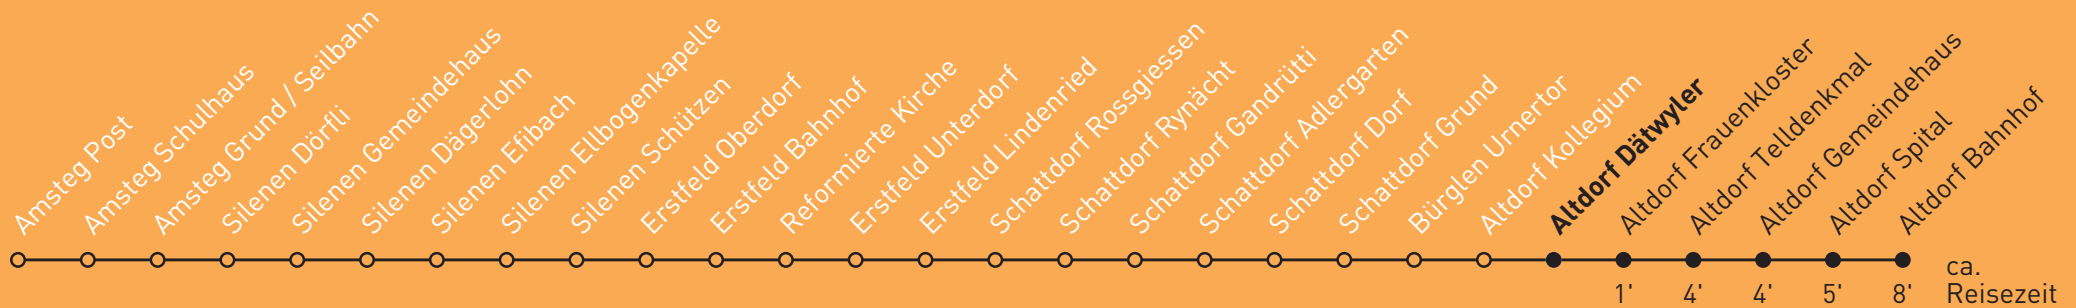 Amsteg Post
Amsteg Schulhaus
Amsteg Grund / Seilbahn
Silenen Dörfli
Silenen Gemeindehaus
Silenen Dägerlohn
Silenen Efibach
Silenen Ellbogenkapelle
Silenen Schützen
Erstfeld Oberdorf
Erstfeld Bahnhof
Reformierte Kirche
Erstfeld Unterdorf
Erstfeld Lindenried
Schattdorf Rossgiessen
Schattdorf Rynächt
Schattdorf Gandrütti
Schattdorf Adlergarten
Schattdorf Dorf
Schattdorf Grund
Bürglen Urnertor
Altdorf Kollegium
Altdorf Dätwyler
Altdorf Frauenkloster
Altdorf Telldenkmal
Altdorf Gemeindehaus
Altdorf Spital
Altdorf Bahnhof
1' 4' 4' 5' 8'
ca.
Reisezeit